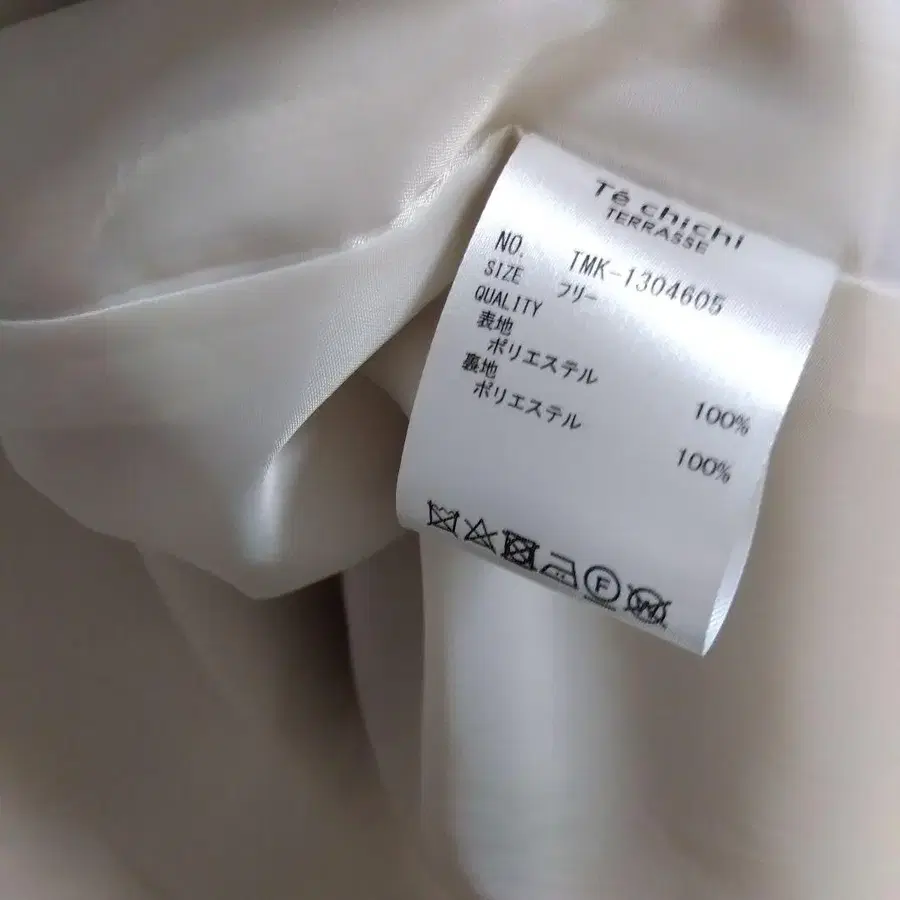 Té chichi
TERRASSE
NO. TMK-1304605
SIZE フリー
QUALITY
表地
ポリエステル 100%
裏地
ポリエステル 100%
F
W